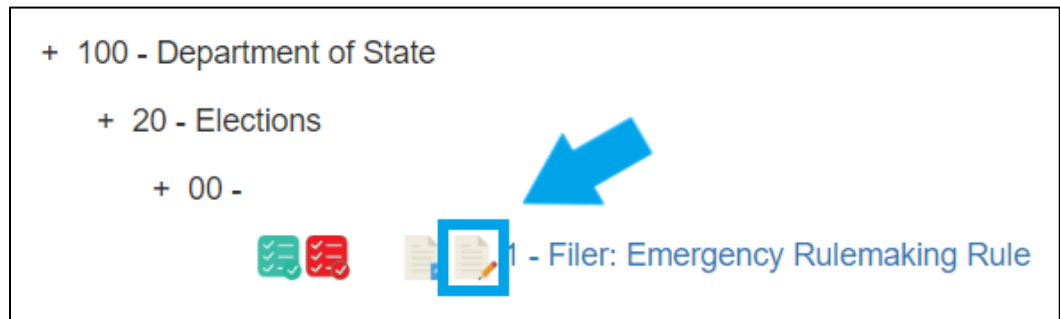 + 100 - Department of State
+ 20 - Elections
+ 00 -
1 - Filer: Emergency Rulemaking Rule